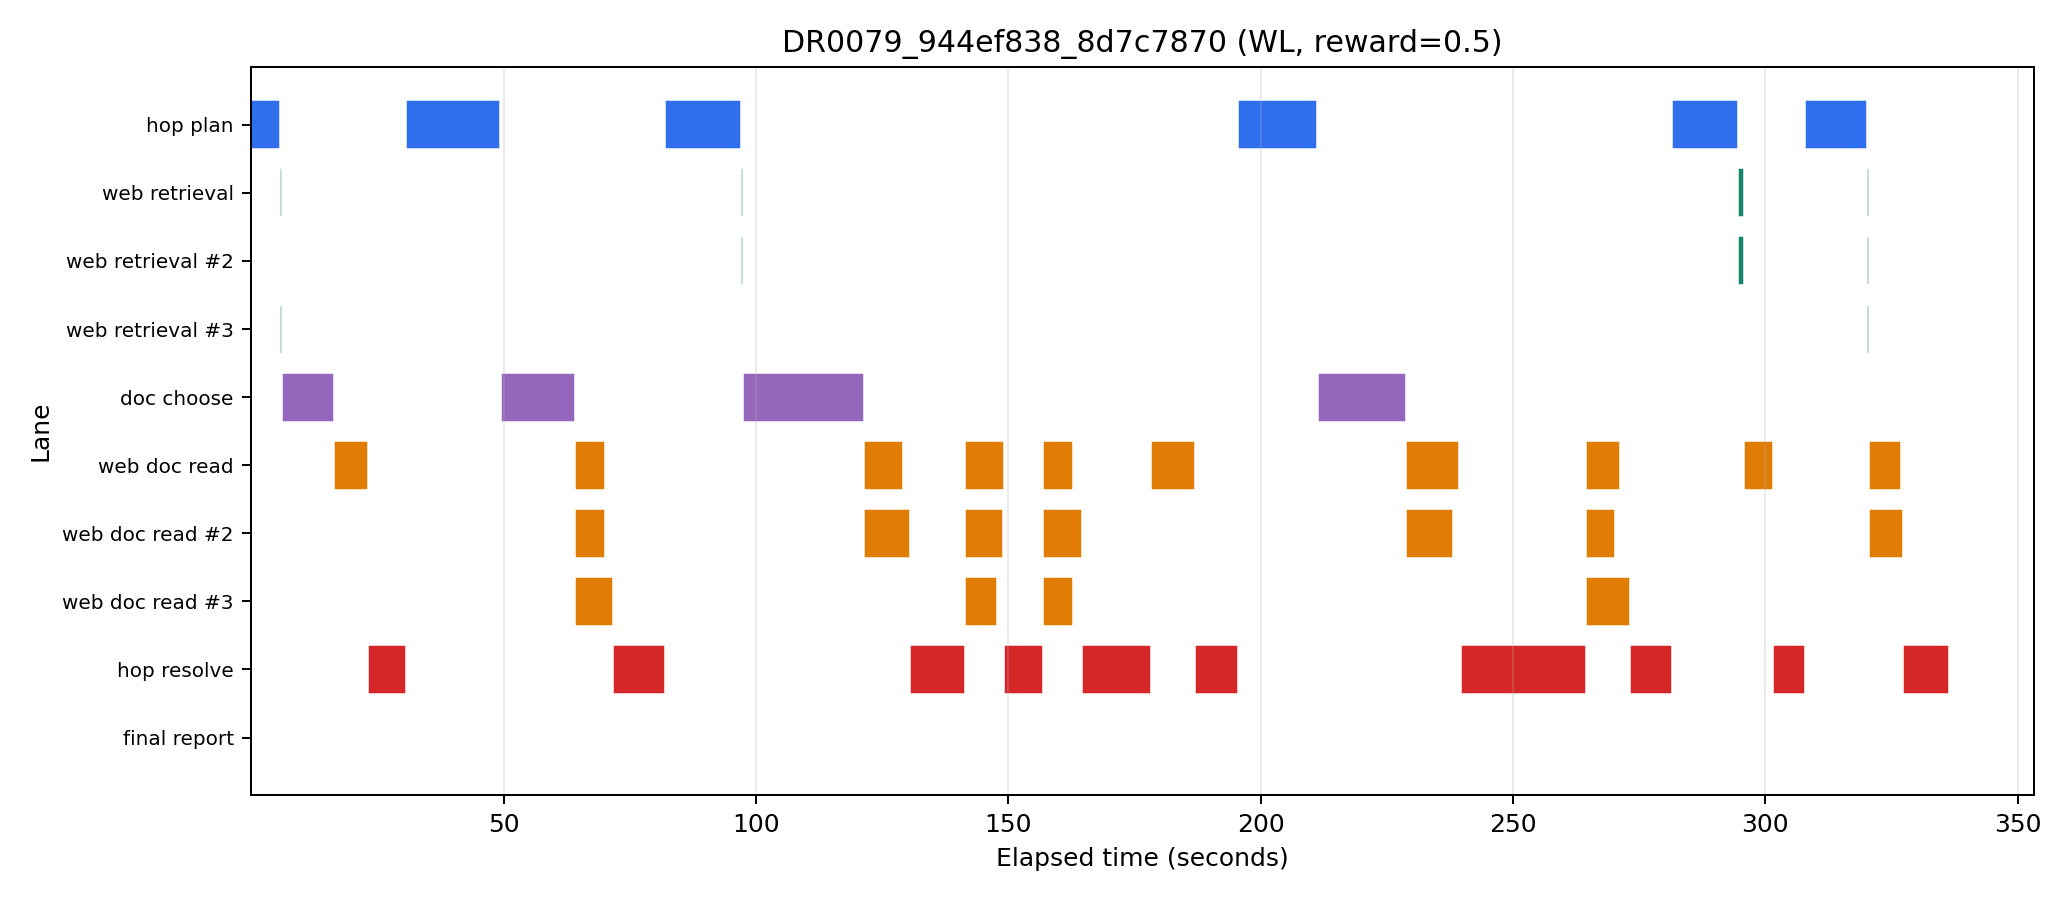 DR0079_944ef838_8d7c7870 (WL, reward=0.5)
hop plan
web retrieval
web retrieval #2
web retrieval #3
doc choose
web doc read
web doc read #2
web doc read #3
hop resolve
final report
Lane
50 100 150 200 250 300 350
Elapsed time (seconds)